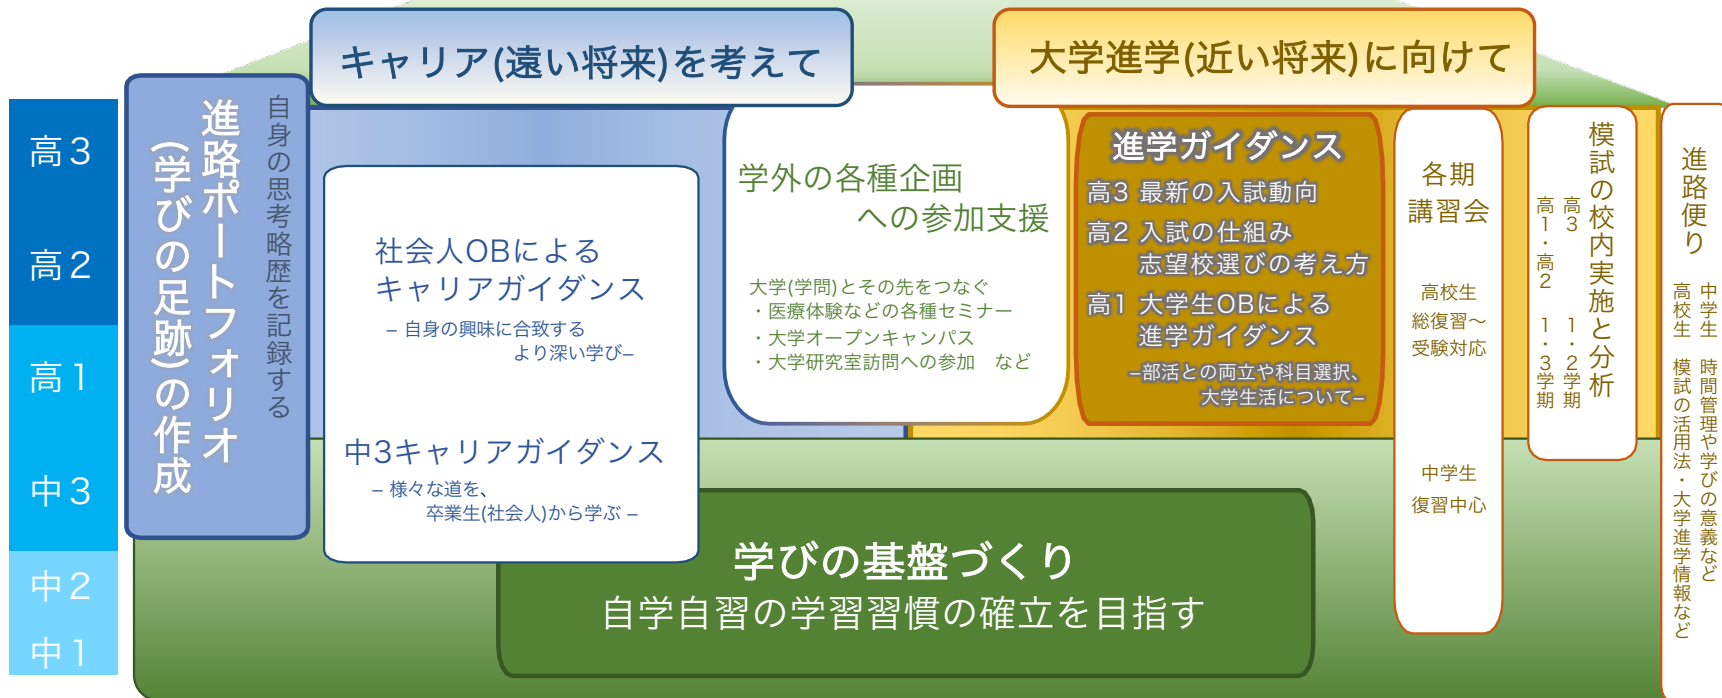 キャリア(遠い将来)を考えて
大学進学(近い将来)に向けて
高3
高2
高1
中3
中2
中1
自身の思考略歴を記録する
進路ポートフォリオ
(学びの足跡)の作成
社会人OBによる
キャリアガイダンス
– 自身の興味に合致する
より深い学び–
中3キャリアガイダンス
– 様々な道を、
卒業生(社会人)から学ぶ –
学外の各種企画
への参加支援
大学(学問)とその先をつなぐ
・医療体験などの各種セミナー
・大学オープンキャンパス
・大学研究室訪問への参加　など
進学ガイダンス
高3 最新の入試動向
高2 入試の仕組み
志望校選びの考え方
高1 大学生OBによる
進学ガイダンス
–部活との両立や科目選択、
大学生活について–
各期
講習会
高校生
総復習～
受験対応
中学生
復習中心
模試の校内実施と分析
高3　1・2学期
高1・高2　1・3学期
進路便り
中学生　時間管理や学びの意義など
高校生　模試の活用法・大学進学情報など
学びの基盤づくり
自学自習の学習習慣の確立を目指す